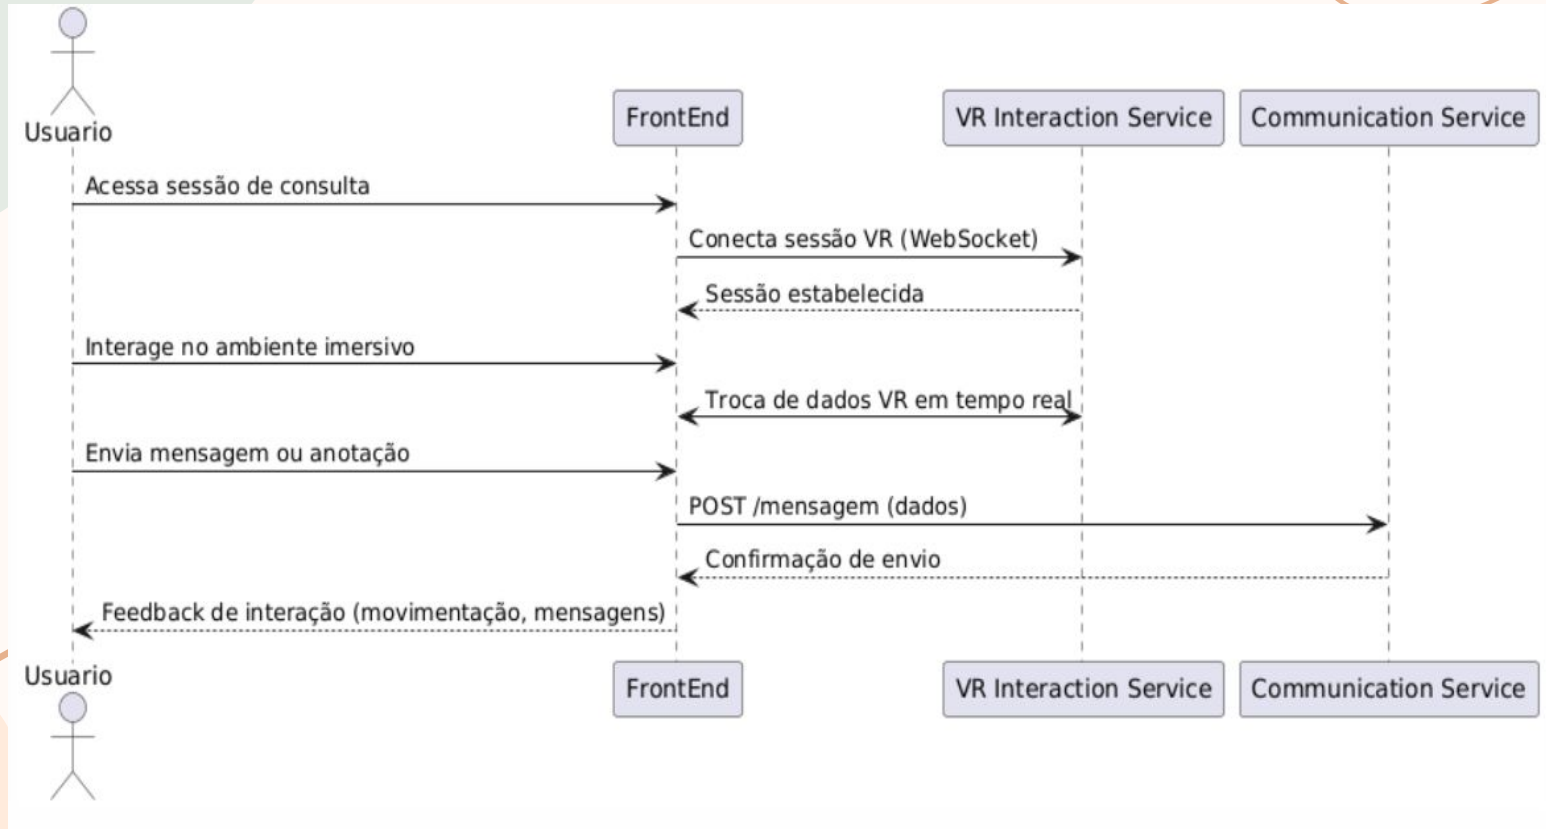 Usuario
FrontEnd
VR Interaction Service
Communication Service
Acessa sessão de consulta
Conecta sessão VR (WebSocket)
Sessão estabelecida
Interage no ambiente imersivo
Troca de dados VR em tempo real
Envia mensagem ou anotação
POST /mensagem (dados)
Confirmação de envio
Feedback de interação (movimentação, mensagens)
Usuario
FrontEnd
VR Interaction Service
Communication Service